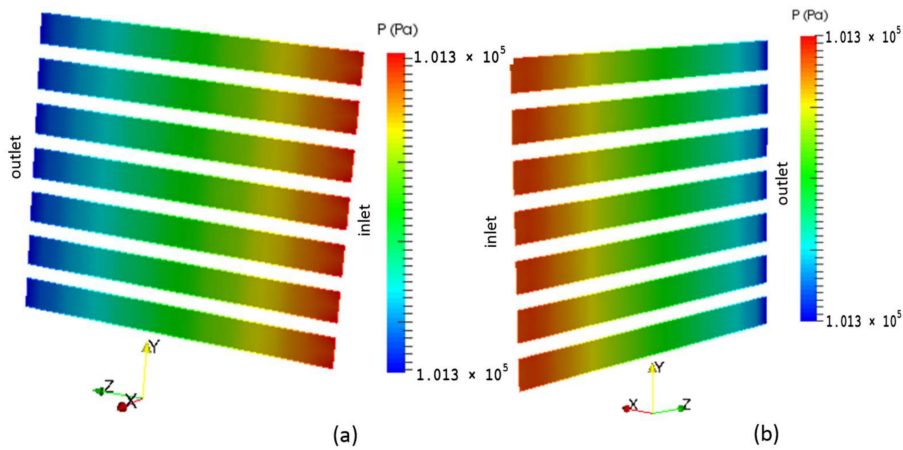 P (Pa)
1.013 × 10⁵
outlet
inlet
1.013 × 10⁵
Y
Z
X
(a)
P (Pa)
1.013 × 10⁵
inlet
outlet
1.013 × 10⁵
Y
X
Z
(b)